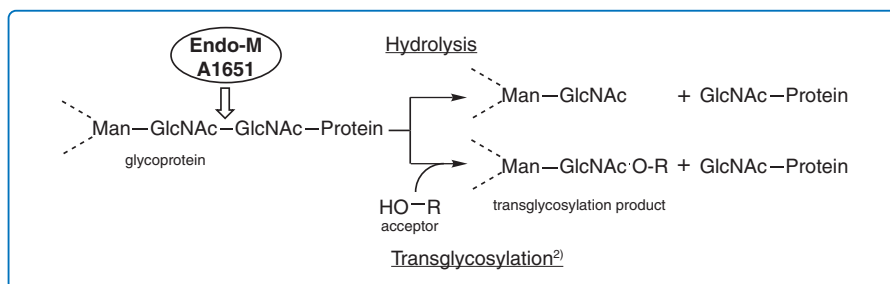 Endo-M
A1651
Hydrolysis
Man—GlcNAc + GlcNAc—Protein
Man—GlcNAc—GlcNAc—Protein
glycoprotein
Man—GlcNAc·O-R + GlcNAc—Protein
HO—R
acceptor
transglycosylation product
Transglycosylation²⁾